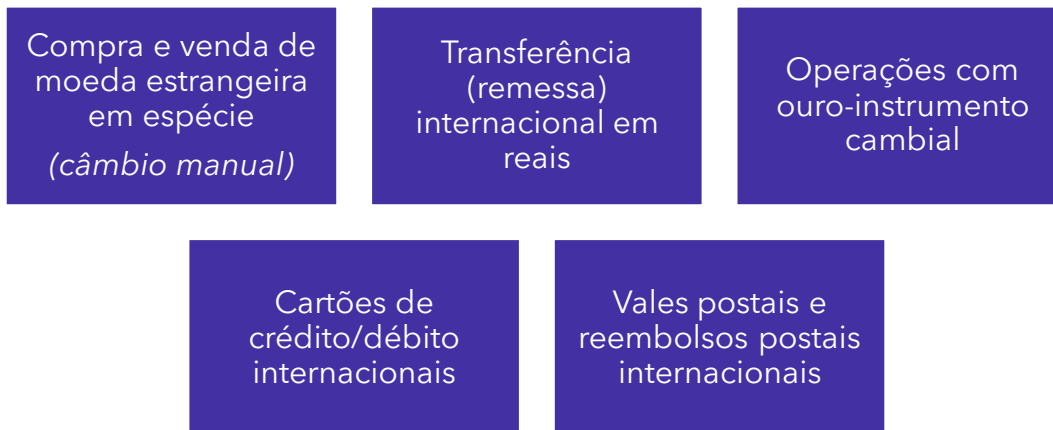 Compra e venda de
moeda estrangeira
em espécie
(câmbio manual)
Transferência
(remessa)
internacional em
reais
Operações com
ouro-instrumento
cambial
Cartões de
crédito/débito
internacionais
Vales postais e
reembolsos postais
internacionais